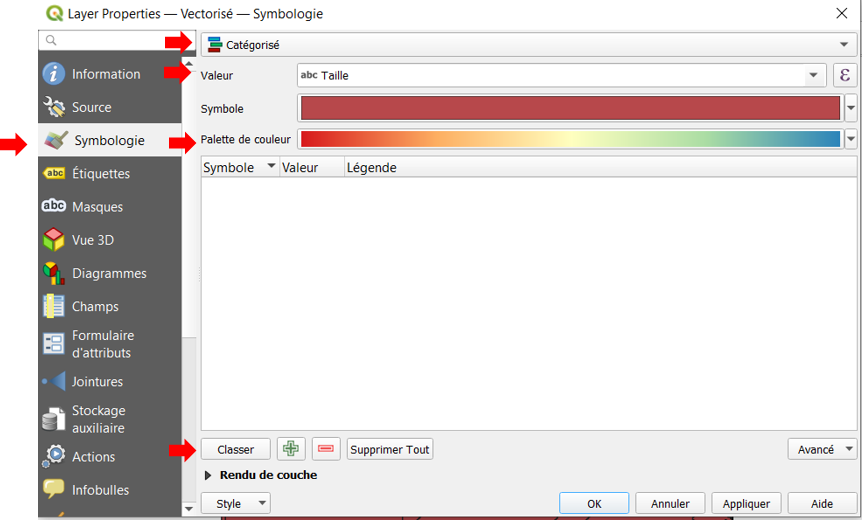 Layer Properties — Vectorisé — Symbologie
Catégorisé
Information
Valeur
abc Taille
ε
Source
Symbole
Symbologie
Palette de couleur
Symbole Valeur Légende
abc Étiquettes
abc Masques
Vue 3D
Diagrammes
Champs
Formulaire
d'attributs
Jointures
Stockage
auxiliaire
Actions
Infobulles
Classer
Supprimer Tout
Avancé
Rendu de couche
Style
OK
Annuler
Appliquer
Aide